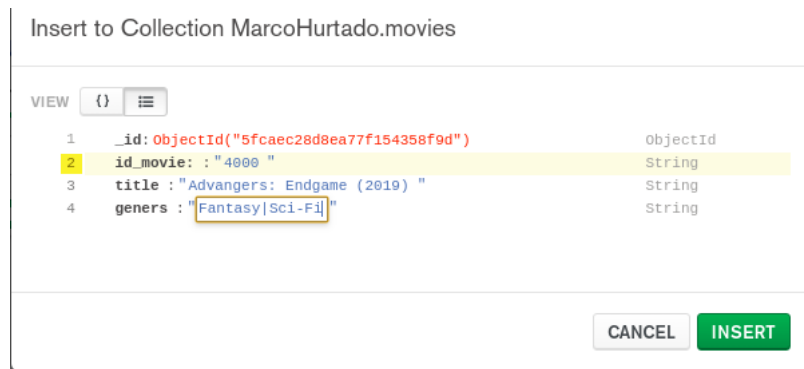 Insert to Collection MarcoHurtado.movies
VIEW {}
1 _id: ObjectId("5fcaec28d8ea77f154358f9d") ObjectId
2 id_movie: :"4000 " String
3 title :"Advangers: Endgame (2019) " String
4 geners :"Fantasy|Sci-Fi " String
CANCEL INSERT